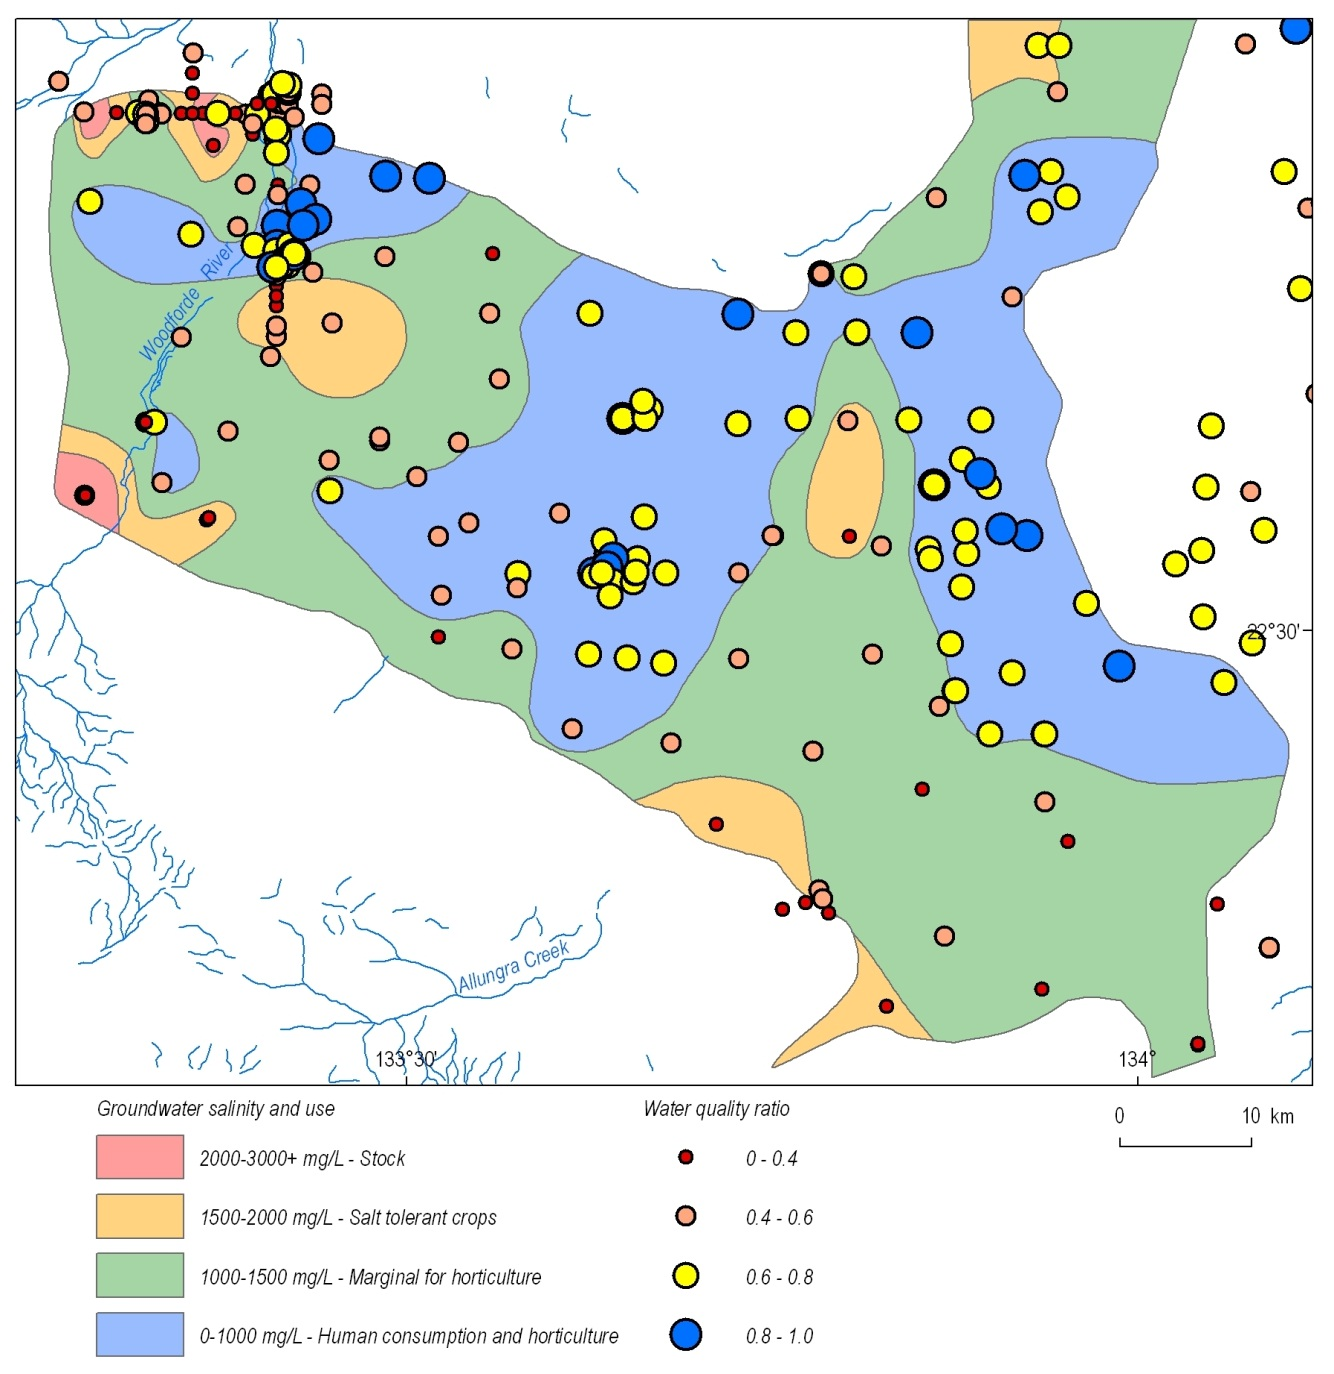 Woodforde River
22°30'
Allungra Creek
133°30'
134°
Groundwater salinity and use
Water quality ratio
0 10 km
2000-3000+ mg/L - Stock
0 - 0.4
1500-2000 mg/L - Salt tolerant crops
0.4 - 0.6
1000-1500 mg/L - Marginal for horticulture
0.6 - 0.8
0-1000 mg/L - Human consumption and horticulture
0.8 - 1.0